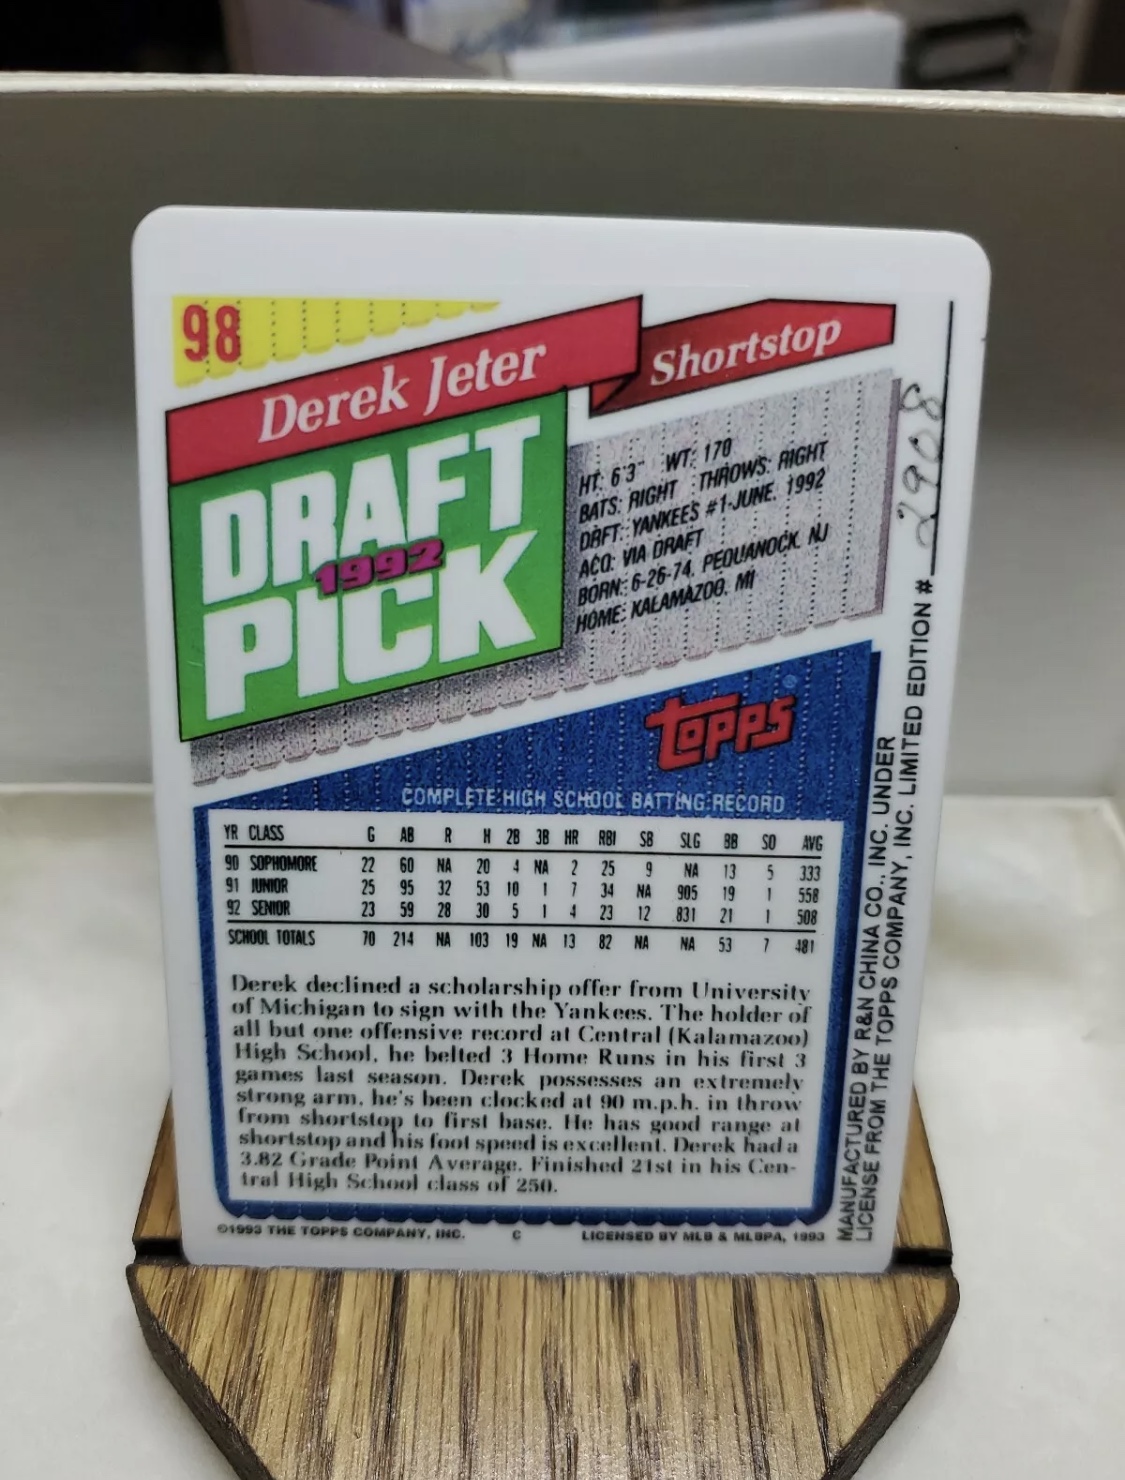 98
Derek Jeter
Shortstop
DRAFT
1992
PICK
HT: 6'3" WT: 170
BATS: RIGHT THROWS: RIGHT
DRFT: YANKEES #1-JUNE, 1992
ACQ: VIA DRAFT
BORN: 6-26-74, PEQUANOCK, NJ
HOME: KALAMAZOO, MI
TOPPS
COMPLETE HIGH SCHOOL BATTING RECORD
YR CLASS G AB R H 2B 3B HR RBI SB SLG BB SO AVG
90 SOPHOMORE 22 60 NA 20 4 NA 2 25 9 NA 13 5 333
91 JUNIOR 25 95 32 53 10 1 7 34 NA 905 19 1 558
92 SENIOR 23 59 28 30 5 1 4 23 12 .831 21 1 508
SCHOOL TOTALS 70 214 NA 103 19 NA 13 82 NA NA 53 7 481
Derek declined a scholarship offer from University
of Michigan to sign with the Yankees. The holder of
all but one offensive record at Central (Kalamazoo)
High School, he belted 3 Home Runs in his first 3
games last season. Derek possesses an extremely
strong arm, he's been clocked at 90 m.p.h. in throw
from shortstop to first base. He has good range at
shortstop and his foot speed is excellent. Derek had a
3.82 Grade Point Average. Finished 21st in his Cen-
tral High School class of 250.
©1993 THE TOPPS COMPANY, INC. C LICENSED BY MLB & MLBPA, 1993
MANUFACTURED BY R&N CHINA CO., INC. UNDER
LICENSE FROM THE TOPPS COMPANY, INC. LIMITED EDITION # 2908